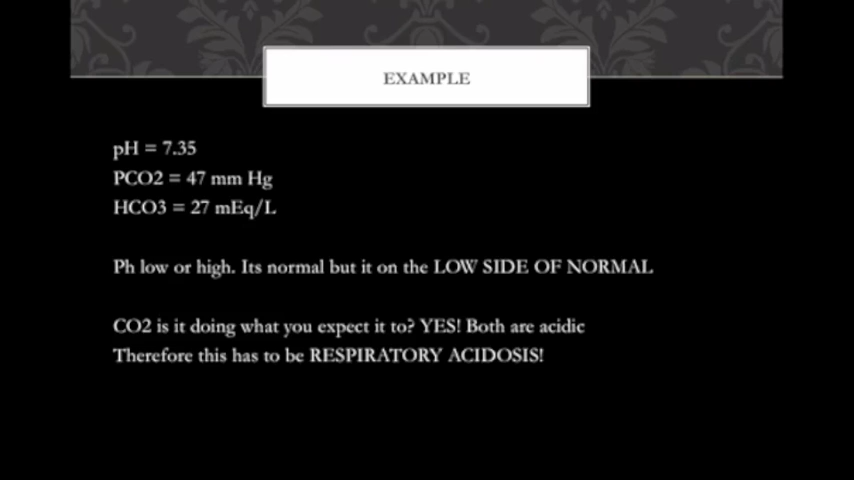 EXAMPLE
pH = 7.35
PCO2 = 47 mm Hg
HCO3 = 27 mEq/L
Ph low or high. Its normal but it on the LOW SIDE OF NORMAL
CO2 is it doing what you expect it to? YES! Both are acidic
Therefore this has to be RESPIRATORY ACIDOSIS!